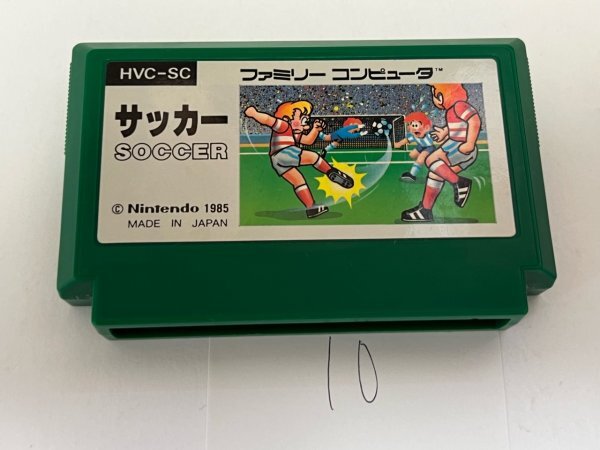 HVC-SC
ファミリー コンピュータ™
サッカー
SOCCER
© Nintendo 1985
MADE IN JAPAN
10